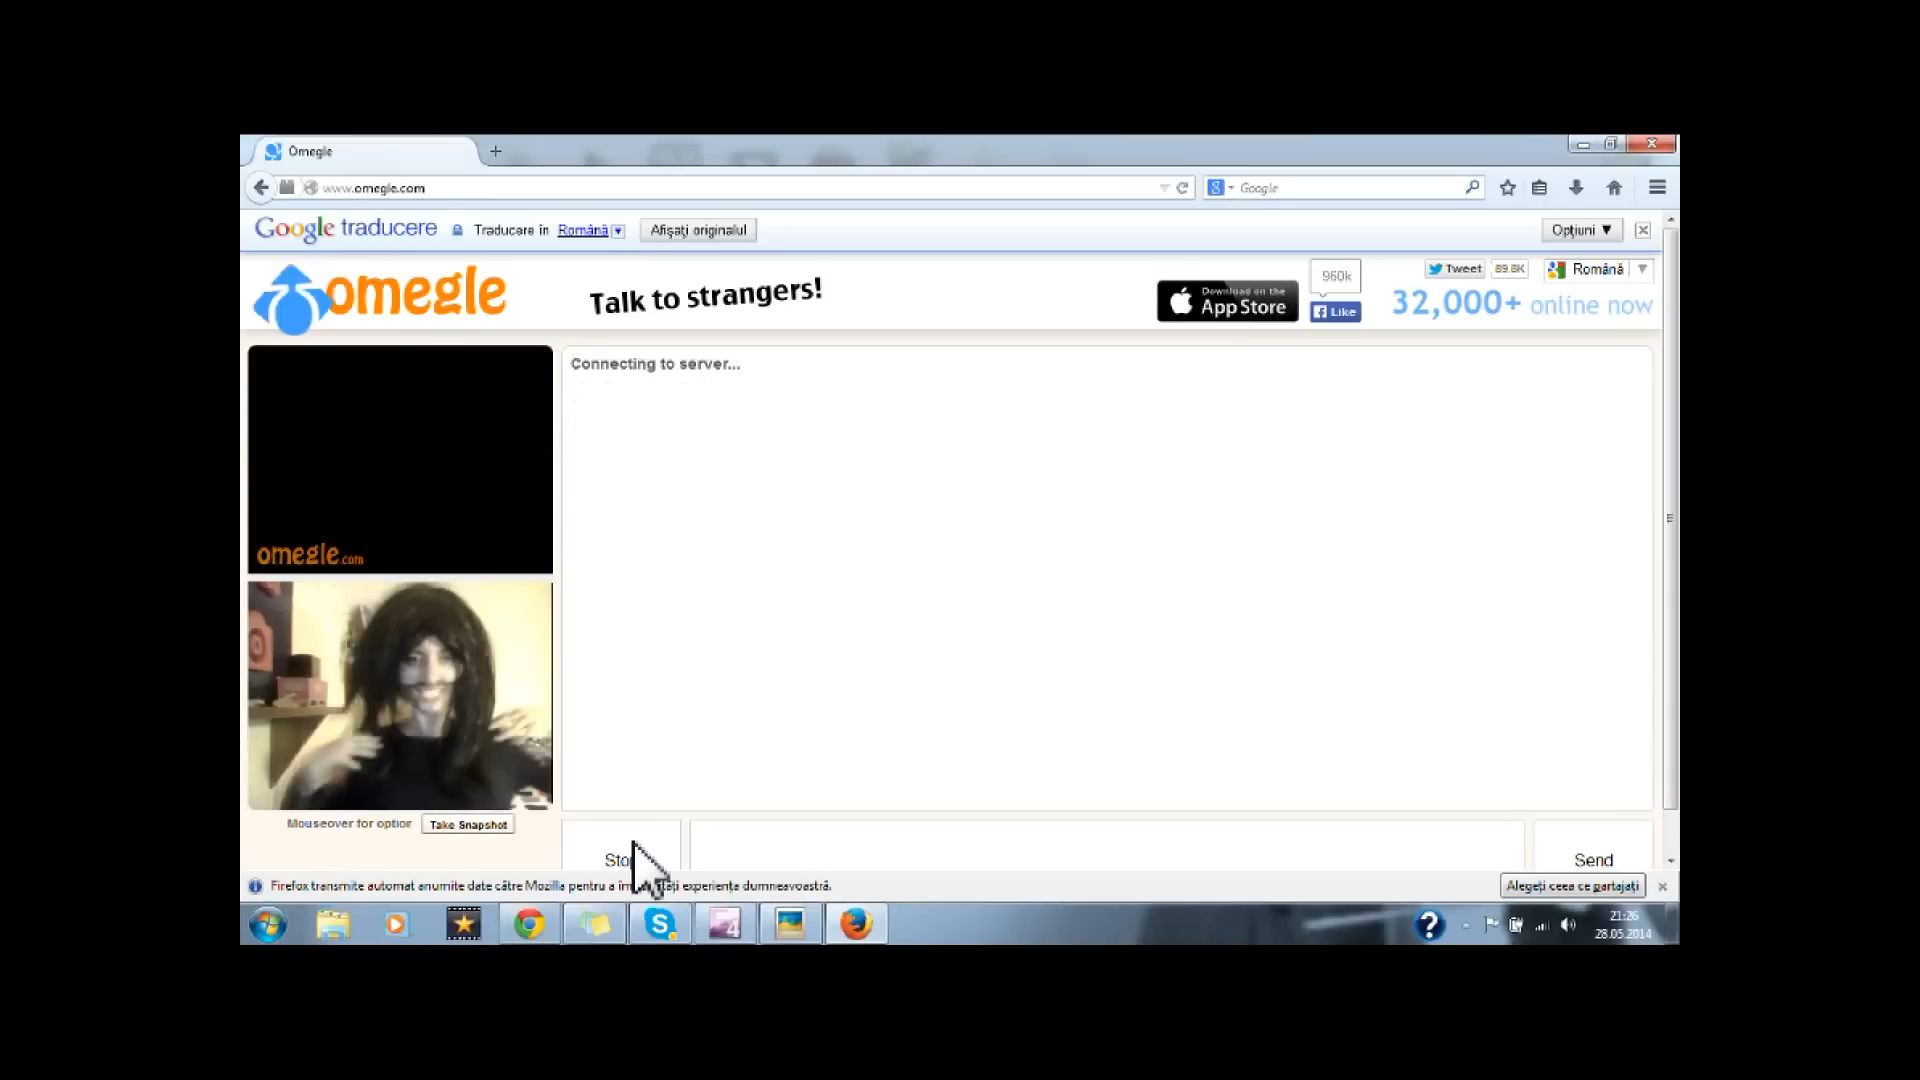 Omegle
www.omegle.com
Google
Google traducere
Traducere în Română
Afişaţi originalul
Opţiuni ▼
omegle
Talk to strangers!
Download on the
App Store
960k
Like
Tweet
89.8K
Română
32,000+ online now
Connecting to server...
omegle.com
Mouseover for option
Take Snapshot
Send
Firefox transmite automat anumite date către Mozilla pentru a experiența dumneavoastră.
Alegeți ceea ce partajați
21:26
28.05.2014